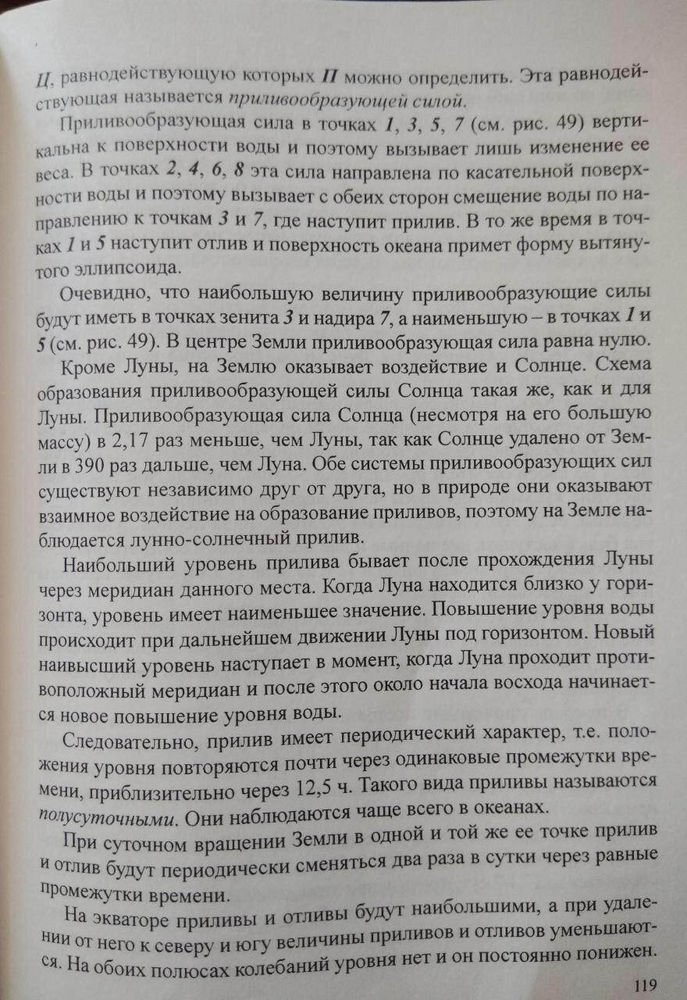 Ц, равнодействующую которых П можно определить. Эта равнодей-
ствующая называется приливообразующей силой.
Приливообразующая сила в точках 1, 3, 5, 7 (см. рис. 49) верти-
кальна к поверхности воды и поэтому вызывает лишь изменение ее
веса. В точках 2, 4, 6, 8 эта сила направлена по касательной поверх-
ности воды и поэтому вызывает с обеих сторон смещение воды по на-
правлению к точкам 3 и 7, где наступит прилив. В то же время в точ-
ках 1 и 5 наступит отлив и поверхность океана примет форму вытяну-
того эллипсоида.
Очевидно, что наибольшую величину приливообразующие силы
будут иметь в точках зенита 3 и надира 7, а наименьшую – в точках 1 и
5 (см. рис. 49). В центре Земли приливообразующая сила равна нулю.
Кроме Луны, на Землю оказывает воздействие и Солнце. Схема
образования приливообразующей силы Солнца такая же, как и для
Луны. Приливообразующая сила Солнца (несмотря на его большую
массу) в 2,17 раз меньше, чем Луны, так как Солнце удалено от Зем-
ли в 390 раз дальше, чем Луна. Обе системы приливообразующих сил
существуют независимо друг от друга, но в природе они оказывают
взаимное воздействие на образование приливов, поэтому на Земле на-
блюдается лунно-солнечный прилив.
Наибольший уровень прилива бывает после прохождения Луны
через меридиан данного места. Когда Луна находится близко у гори-
зонта, уровень имеет наименьшее значение. Повышение уровня воды
происходит при дальнейшем движении Луны под горизонтом. Новый
наивысший уровень наступает в момент, когда Луна проходит проти-
воположный меридиан и после этого около начала восхода начинает-
ся новое повышение уровня воды.
Следовательно, прилив имеет периодический характер, т.е. поло-
жения уровня повторяются почти через одинаковые промежутки вре-
мени, приблизительно через 12,5 ч. Такого вида приливы называются
полусуточными. Они наблюдаются чаще всего в океанах.
При суточном вращении Земли в одной и той же ее точке прилив
и отлив будут периодически сменяться два раза в сутки через равные
промежутки времени.
На экваторе приливы и отливы будут наибольшими, а при удале-
нии от него к северу и югу величины приливов и отливов уменьшают-
ся. На обоих полюсах колебаний уровня нет и он постоянно понижен.
119